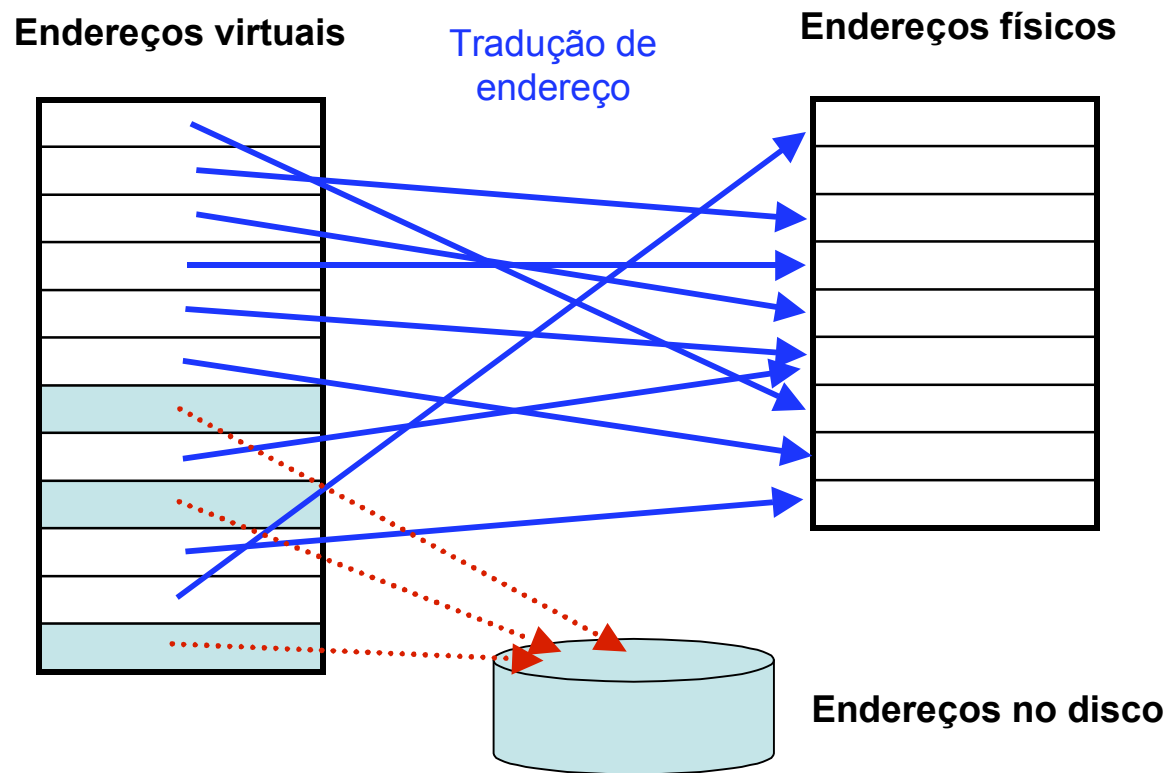 Endereços virtuais
Tradução de
endereço
Endereços físicos
Endereços no disco